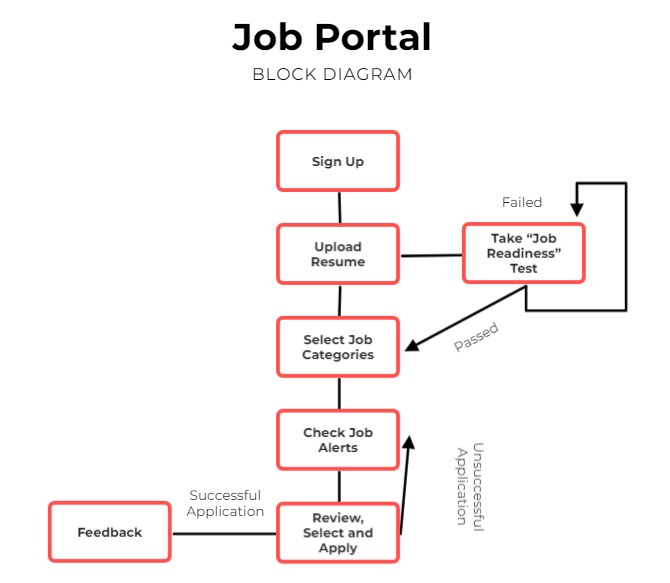 Job Portal
BLOCK DIAGRAM
Sign Up
Failed
Upload
Resume
Take “Job
Readiness”
Test
Select Job
Categories
Passed
Check Job
Alerts
Unsuccessful
Application
Successful
Application
Feedback
Review,
Select and
Apply